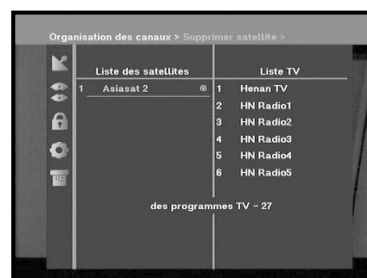 Organisation des canaux > Supprimer satellite >
Liste des satellites
Liste TV
1 Asiasat 2
1 Henan TV
2 HN Radio1
3 HN Radio2
4 HN Radio3
5 HN Radio4
6 HN Radio5
des programmes TV - 27